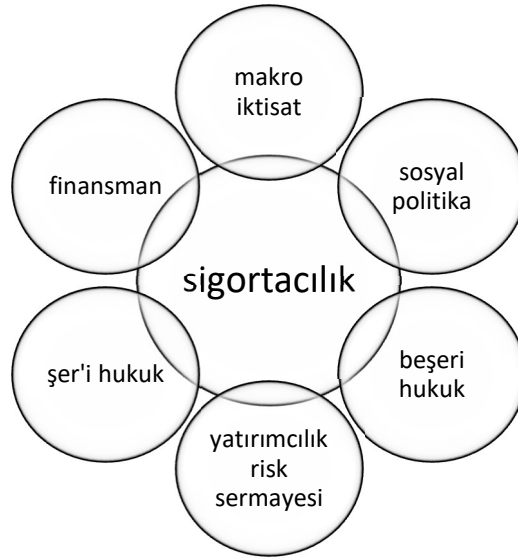 makro
iktisat
finansman
sosyal
politika
sigortacılık
şer'i hukuk
beşeri
hukuk
yatırımcılık
risk
sermayesi